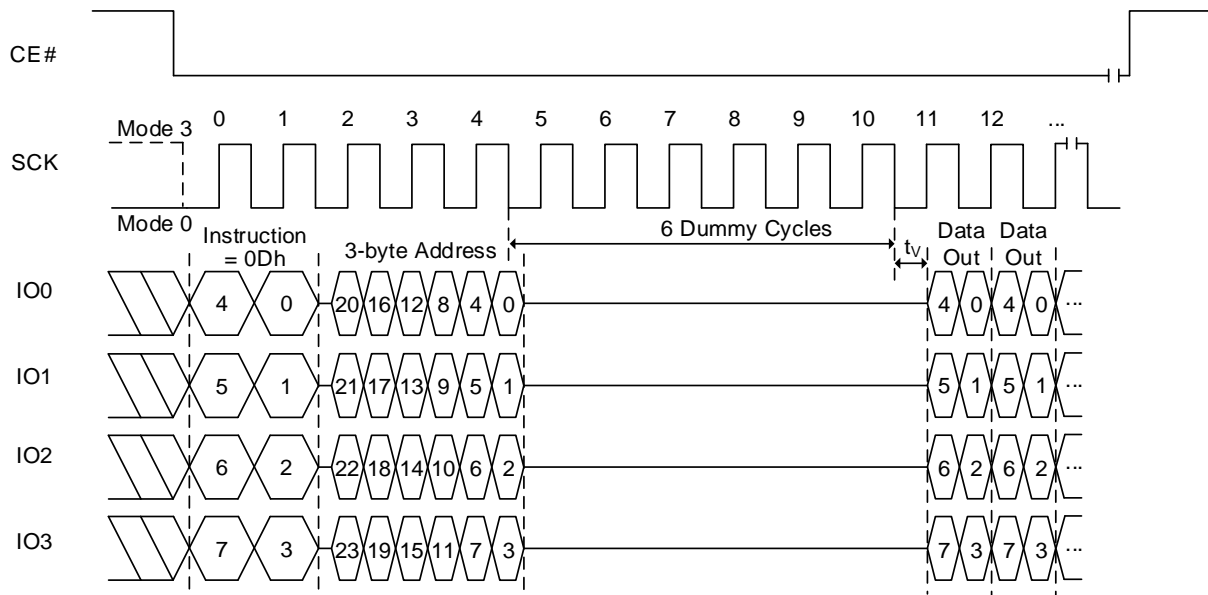 CE#
0 1 2 3 4 5 6 7 8 9 10 11 12 ...
Mode 3
SCK
Mode 0
Instruction
= 0Dh
3-byte Address
6 Dummy Cycles
tV
Data
Out
Data
Out
IO0 4 0 20 16 12 8 4 0 4 0 4 0 ...
IO1 5 1 21 17 13 9 5 1 5 1 5 1 ...
IO2 6 2 22 18 14 10 6 2 6 2 6 2 ...
IO3 7 3 23 19 15 11 7 3 7 3 7 3 ...